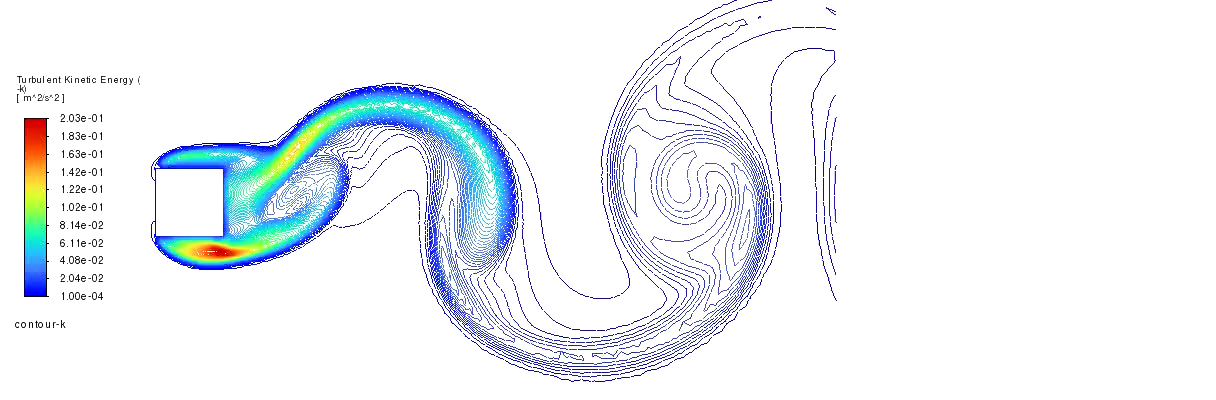 Turbulent Kinetic Energy (
-k)
[ m^2/s^2 ]
2.03e-01
1.83e-01
1.63e-01
1.42e-01
1.22e-01
1.02e-01
8.14e-02
6.11e-02
4.08e-02
2.04e-02
1.00e-04
contour-k